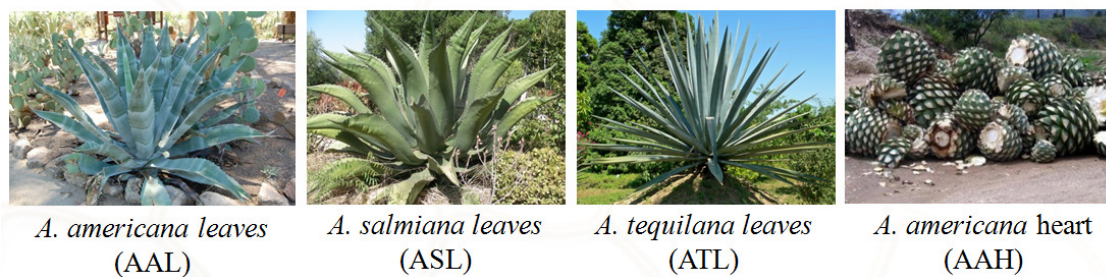 A. americana leaves
(AAL)
A. salmiana leaves
(ASL)
A. tequilana leaves
(ATL)
A. americana heart
(AAH)